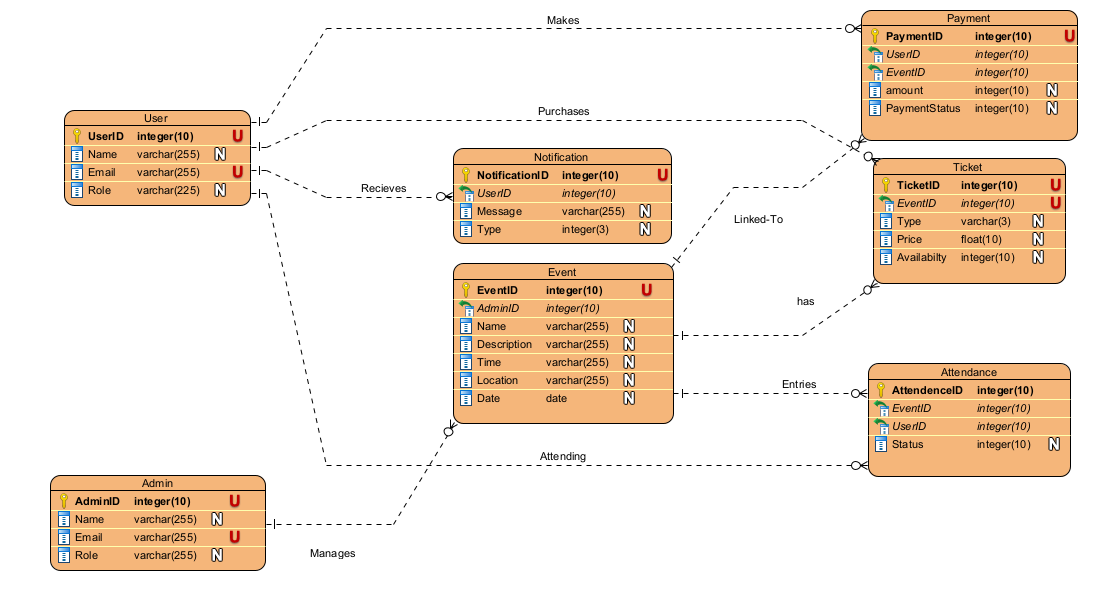 Makes
Payment
PaymentID integer(10) U
UserID integer(10)
EventID integer(10)
amount integer(10) N
PaymentStatus integer(10) N
User
UserID integer(10) U
Name varchar(255) N
Email varchar(255) U
Role varchar(225) N
Purchases
Notification
NotificationID integer(10) U
UserID integer(10)
Message varchar(255) N
Type integer(3) N
Recieves
Ticket
TicketID integer(10) U
EventID integer(10) U
Type varchar(3) N
Price float(10) N
Availabilty integer(10) N
Linked-To
Event
EventID integer(10) U
AdminID integer(10)
Name varchar(255) N
Description varchar(255) N
Time varchar(255) N
Location varchar(255) N
Date date N
has
Entries
Attendance
AttendenceID integer(10)
EventID integer(10)
UserID integer(10)
Status integer(10) N
Attending
Admin
AdminID integer(10) U
Name varchar(255) N
Email varchar(255) U
Role varchar(255) N
Manages